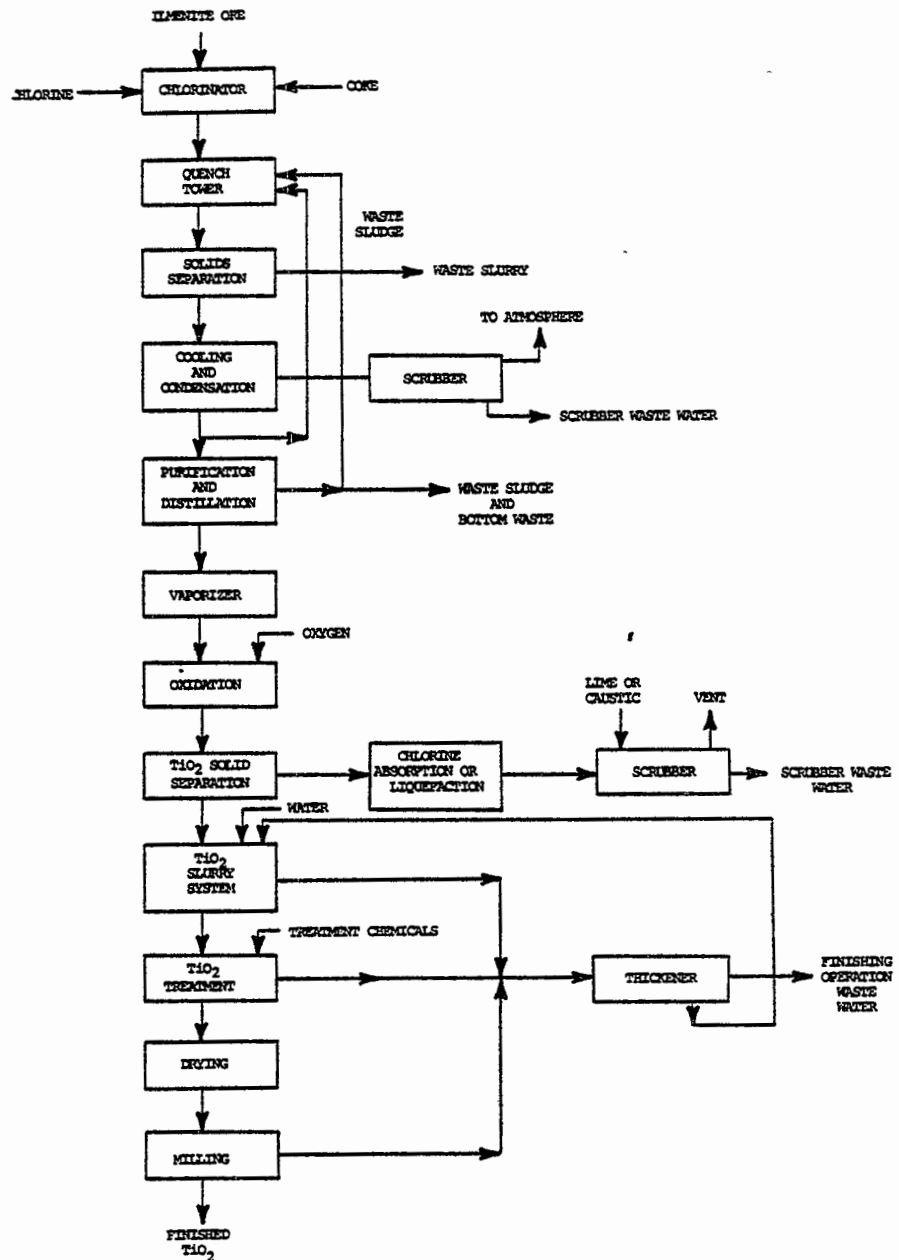 ILMENITE ORE
CHLORINE
CHLORINATOR
COKE
QUENCH
TOWER
WASTE
SLUDGE
SOLIDS
SEPARATION
WASTE SLURRY
TO ATMOSPHERE
COOLING
AND
CONDENSATION
SCRUBBER
SCRUBBER WASTE WATER
PURIFICATION
AND
DISTILLATION
WASTE SLUDGE
AND
BOTTOM WASTE
VAPORIZER
OXYGEN
OXIDATION
LIME OR
CAUSTIC
VENT
TiO2 SOLID
SEPARATION
CHLORINE
ABSORPTION OR
LIQUEFACTION
SCRUBBER
SCRUBBER WASTE
WATER
WATER
TiO2
SLURRY
SYSTEM
TREATMENT CHEMICALS
TiO2
TREATMENT
THICKENER
FINISHING
OPERATION
WASTE
WATER
DRYING
MILLING
FINISHED
TiO2